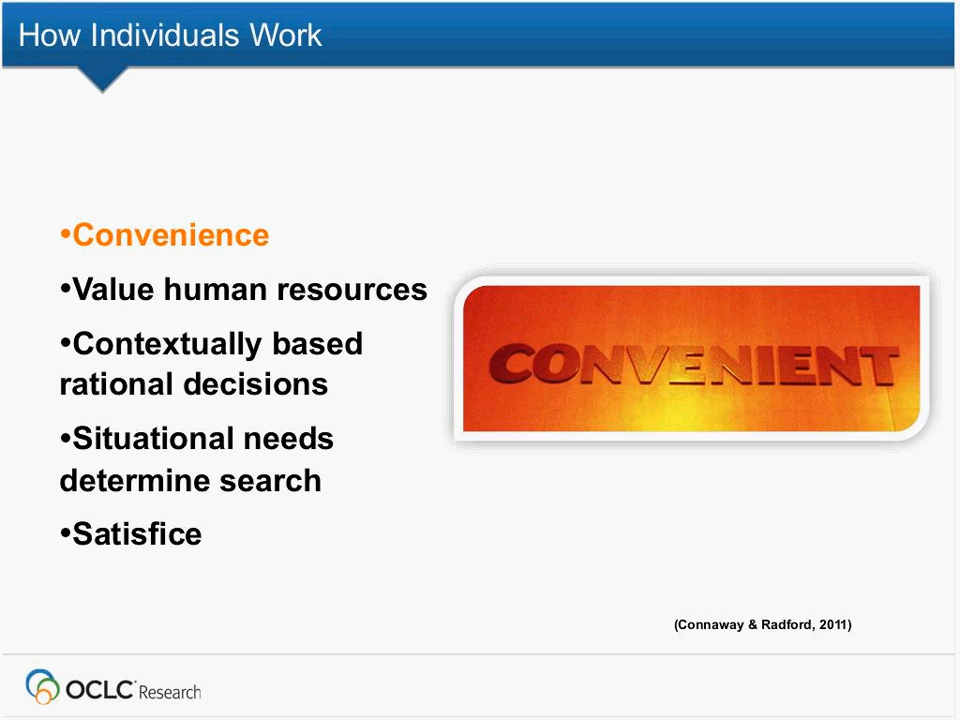 How Individuals Work
•Convenience
•Value human resources
•Contextually based
rational decisions
•Situational needs
determine search
•Satisfice
CONVENIENT
(Connaway & Radford, 2011)
OCLC Research